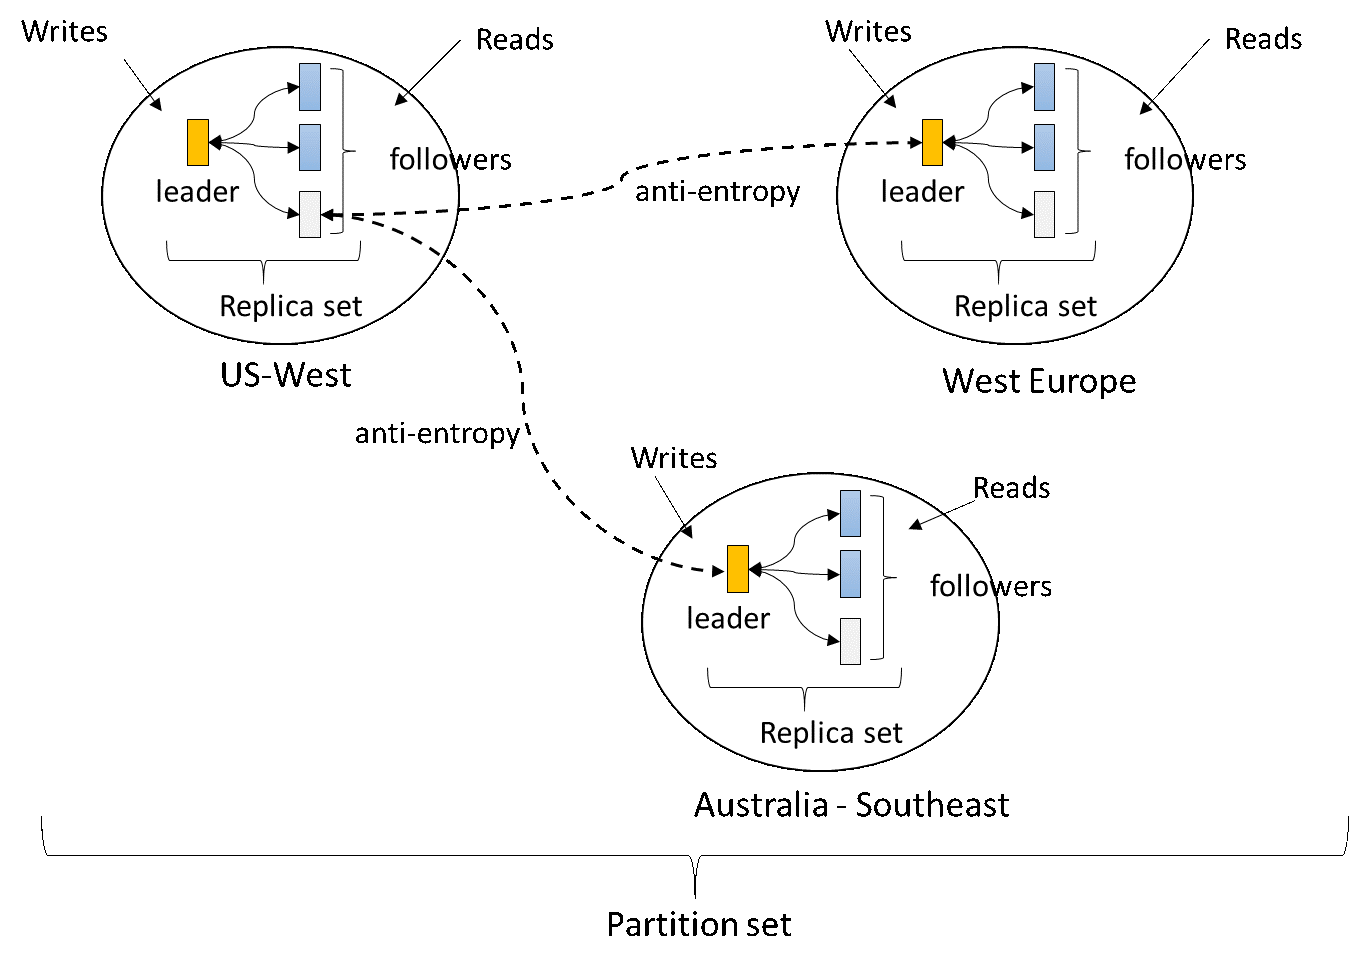 Writes
Reads
followers
leader
Replica set
US-West
Writes
Reads
followers
leader
Replica set
West Europe
anti-entropy
anti-entropy
Writes
Reads
followers
leader
Replica set
Australia - Southeast
Partition set